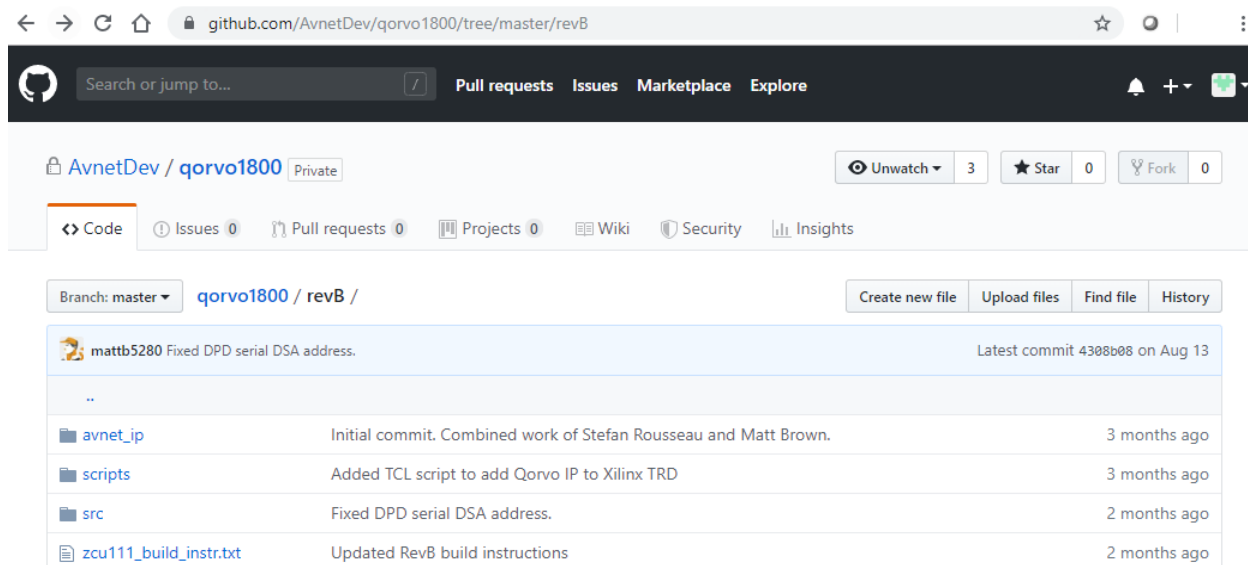 github.com/AvnetDev/qorvo1800/tree/master/revB
Search or jump to... / Pull requests Issues Marketplace Explore
AvnetDev / qorvo1800 Private Unwatch 3 Star 0 Fork 0
Code Issues 0 Pull requests 0 Projects 0 Wiki Security Insights
Branch: master qorvo1800 / revB / Create new file Upload files Find file History
mattb5280 Fixed DPD serial DSA address. Latest commit 4308b08 on Aug 13
..
avnet_ip Initial commit. Combined work of Stefan Rousseau and Matt Brown. 3 months ago
scripts Added TCL script to add Qorvo IP to Xilinx TRD 3 months ago
src Fixed DPD serial DSA address. 2 months ago
zcu111_build_instr.txt Updated RevB build instructions 2 months ago